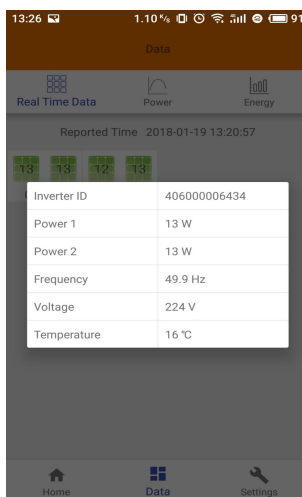 13:26 1.10 K/s 91
Data
Real Time Data Power Energy
Reported Time 2018-01-19 13:20:57
13 13 12 13
Inverter ID 406000006434
Power 1 13 W
Power 2 13 W
Frequency 49.9 Hz
Voltage 224 V
Temperature 16 ℃
Home Data Settings